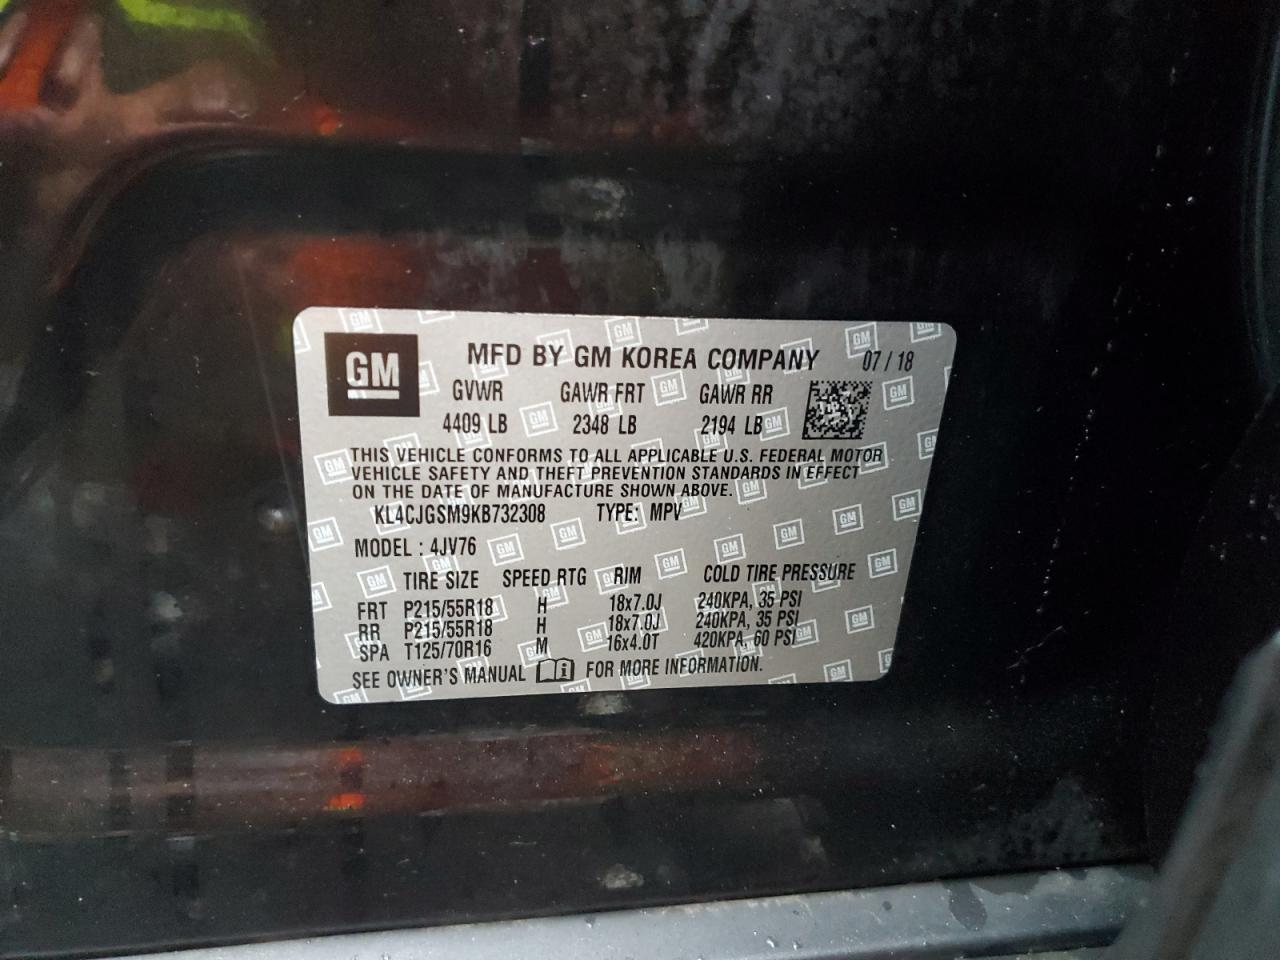 GM MFD BY GM KOREA COMPANY 07 / 18
GVWR GAWR FRT GAWR RR
4409 LB 2348 LB 2194 LB
THIS VEHICLE CONFORMS TO ALL APPLICABLE U.S. FEDERAL MOTOR
VEHICLE SAFETY AND THEFT PREVENTION STANDARDS IN EFFECT
ON THE DATE OF MANUFACTURE SHOWN ABOVE.
KL4CJGSM9KB732308 TYPE: MPV
MODEL : 4JV76
TIRE SIZE SPEED RTG RIM COLD TIRE PRESSURE
FRT P215/55R18 H 18x7.0J 240KPA, 35 PSI
RR P215/55R18 H 18x7.0J 240KPA, 35 PSI
SPA T125/70R16 M 16x4.0T 420KPA, 60 PSI
SEE OWNER'S MANUAL FOR MORE INFORMATION.